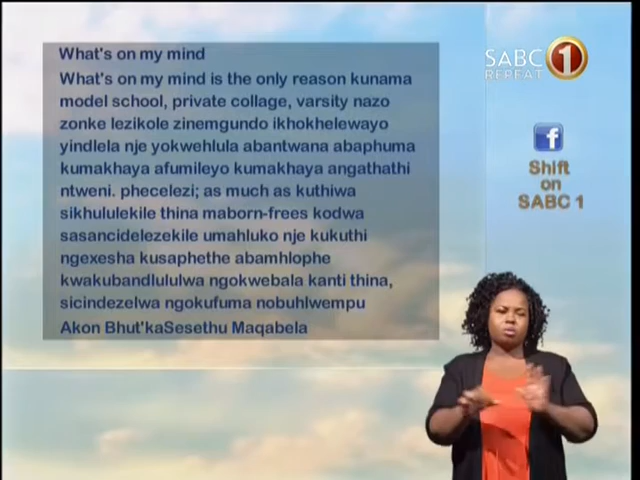 What's on my mind
What's on my mind is the only reason kunama
model school, private collage, varsity nazo
zonke lezikole zinemgundo ikhokhelewayo
yindlela nje yokwehlula abantwana abaphuma
kumakhaya afumileyo kumakhaya angathathi
ntweni. phecelezi; as much as kuthiwa
sikhululekile thina maborn-frees kodwa
sasancidelezekile umahluko nje kukuthi
ngexesha kusaphethe abamhlophe
kwakubandlululwa ngokwebala kanti thina,
sicindezelwa ngokufuma nobuhlwempu
Akon Bhut'kaSesethu Maqabela
SABC 1
REPEAT
f
Shift
on
SABC 1